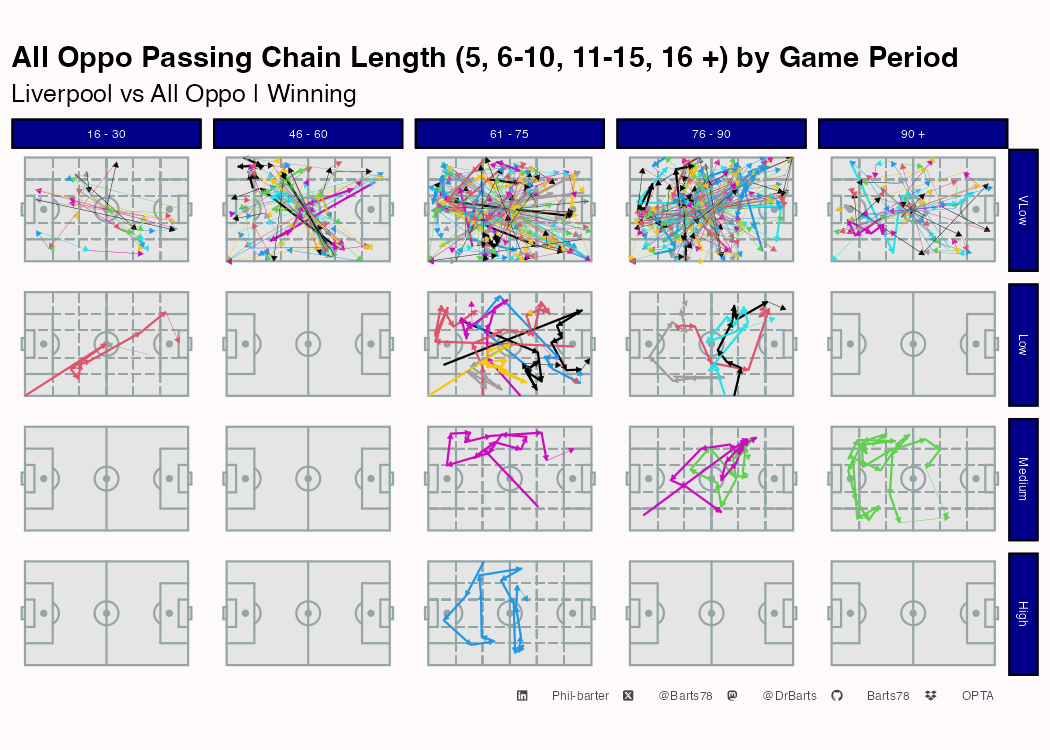 All Oppo Passing Chain Length (5, 6-10, 11-15, 16 +) by Game Period
Liverpool vs All Oppo | Winning
16 - 30
46 - 60
61 - 75
76 - 90
90 +
VLow
Low
Medium
High
Phil-barter @Barts78 @DrBarts Barts78 OPTA